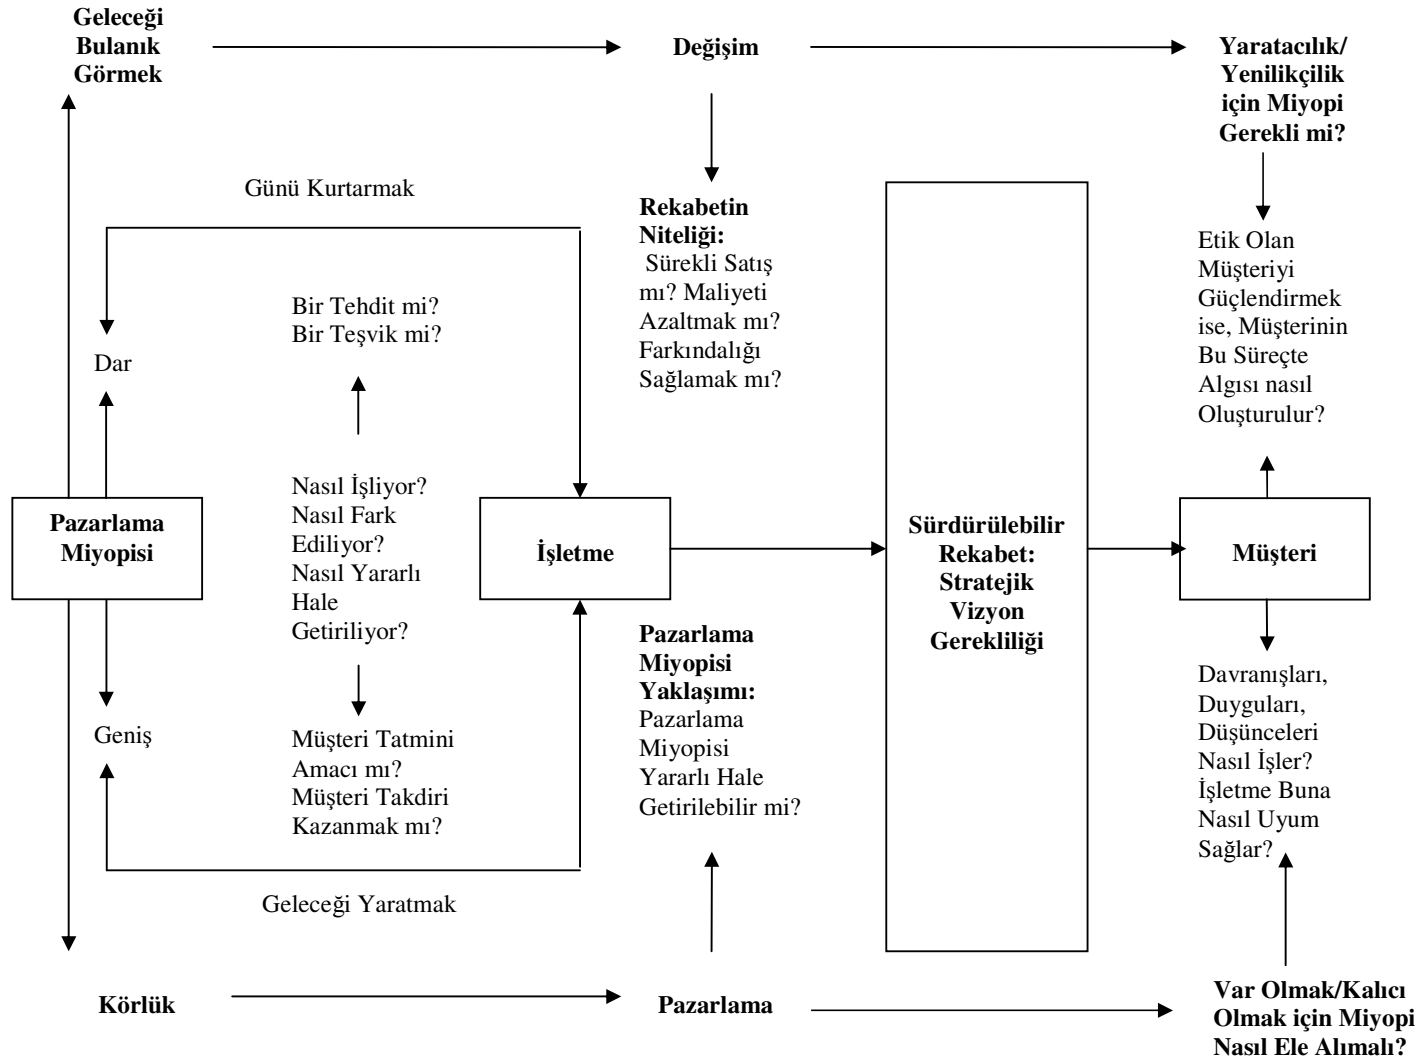 Geleceği
Bulanık
Görmek
Değişim
Yaratacılık/
Yenilikçilik
için Miyopi
Gerekli mi?
Günü Kurtarmak
Rekabetin
Niteliği:
Sürekli Satış
mı? Maliyeti
Azaltmak mı?
Farkındalığı
Sağlamak mı?
Etik Olan
Müşteriyi
Güçlendirmek
ise, Müşterinin
Bu Süreçte
Algısı nasıl
Oluşturulur?
Bir Tehdit mi?
Bir Teşvik mi?
Dar
Nasıl İşliyor?
Nasıl Fark
Ediliyor?
Nasıl Yararlı
Hale
Getiriliyor?
Pazarlama
Miyopisi
İşletme
Sürdürülebilir
Rekabet:
Stratejik
Vizyon
Gerekliliği
Müşteri
Pazarlama
Miyopisi
Yaklaşımı:
Pazarlama
Miyopisi
Yararlı Hale
Getirilebilir mi?
Davranışları,
Duyguları,
Düşünceleri
Nasıl İşler?
İşletme Buna
Nasıl Uyum
Sağlar?
Geniş
Müşteri Tatmini
Amacı mı?
Müşteri Takdiri
Kazanmak mı?
Geleceği Yaratmak
Körlük
Pazarlama
Var Olmak/Kalıcı
Olmak için Miyopi
Nasıl Ele Alımalı?